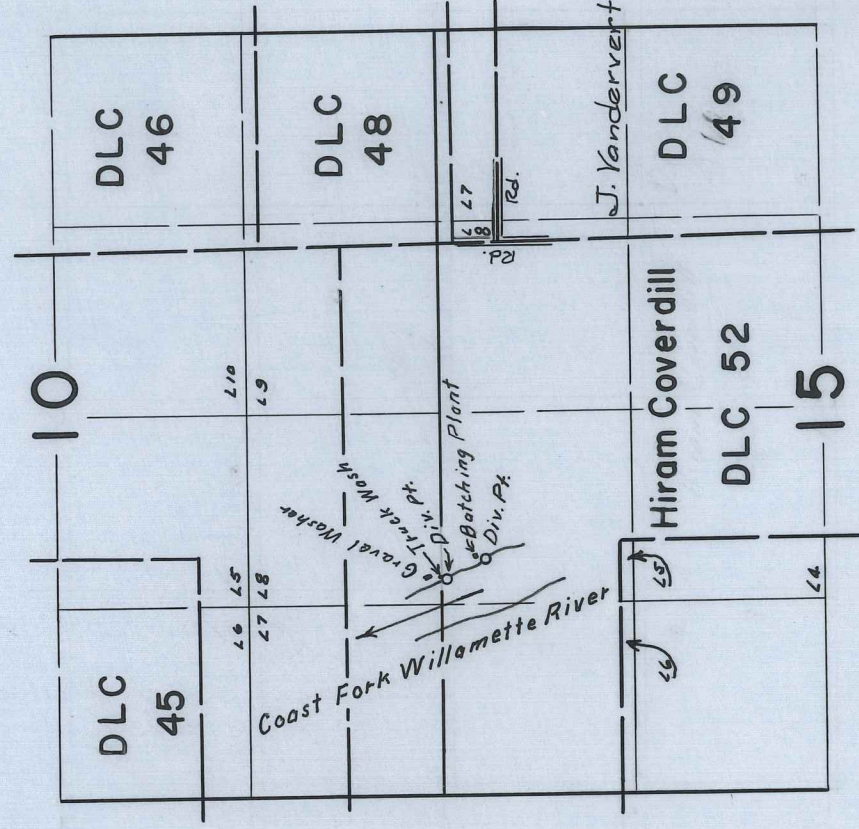 10
DLC
46
DLC
45
DLC
48
L10
L9
L6
L5
L7
L8
Gravel Washer
Truck Wash
Div. Pt.
Batching Plant
Div. Pt.
Coast Fork Willamette River
L7
L8
Rd.
Rd.
J. Vandervert
DLC
49
Hiram Coverdill
DLC 52
L5
L6
L4
15